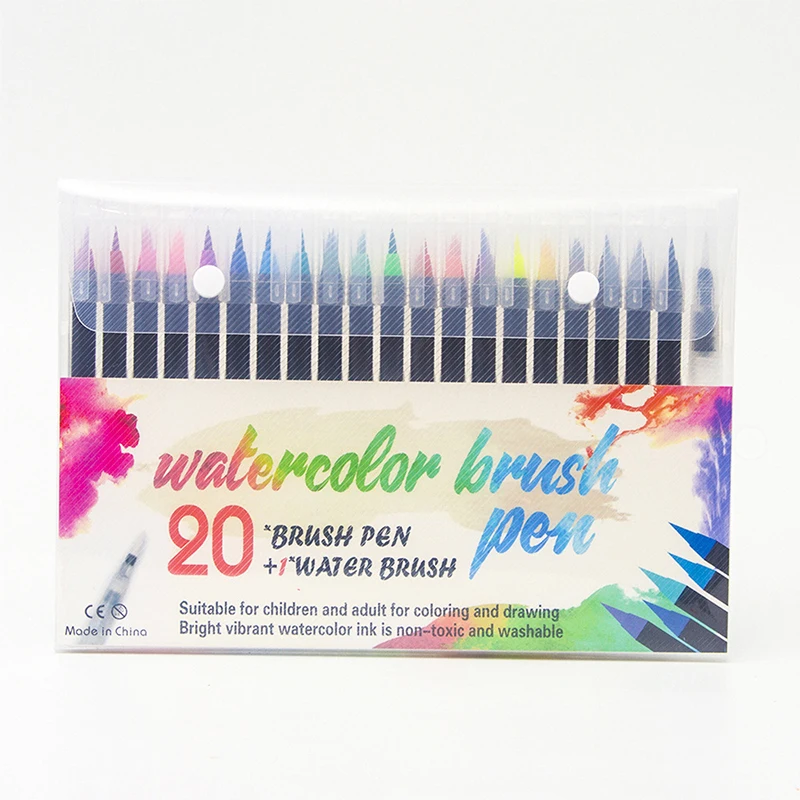 watercolor brush
pen
20 *BRUSH PEN
+1*WATER BRUSH
Suitable for children and adult for coloring and drawing
Bright vibrant watercolor ink is non-toxic and washable
CE
Made in China